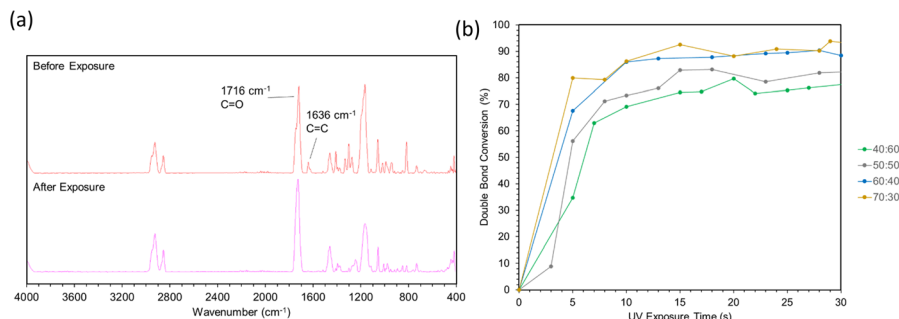 (a)
Before Exposure
1716 cm⁻¹
C=O
1636 cm⁻¹
C=C
After Exposure
4000 3200 2800 2400 2000 1600 1200 800 400
Wavenumber (cm⁻¹)
(b)
Double Bond Conversion (%)
100
90
80
70
60
50
40
30
20
10
0
0 5 10 15 20 25 30
UV Exposure Time (s)
40:60
50:50
60:40
70:30